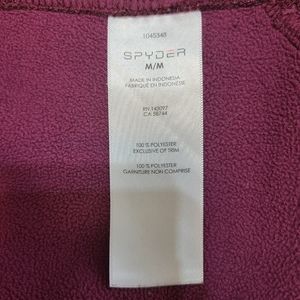 1045348
SPYDER
M/M
MADE IN INDONESIA
FABRIQUÉ EN INDONÉSIE
CA 58744
100% POLYESTER
EXCLUSIVE OF TRIM
100% POLYESTER
GARNITURE NON COMPRISE